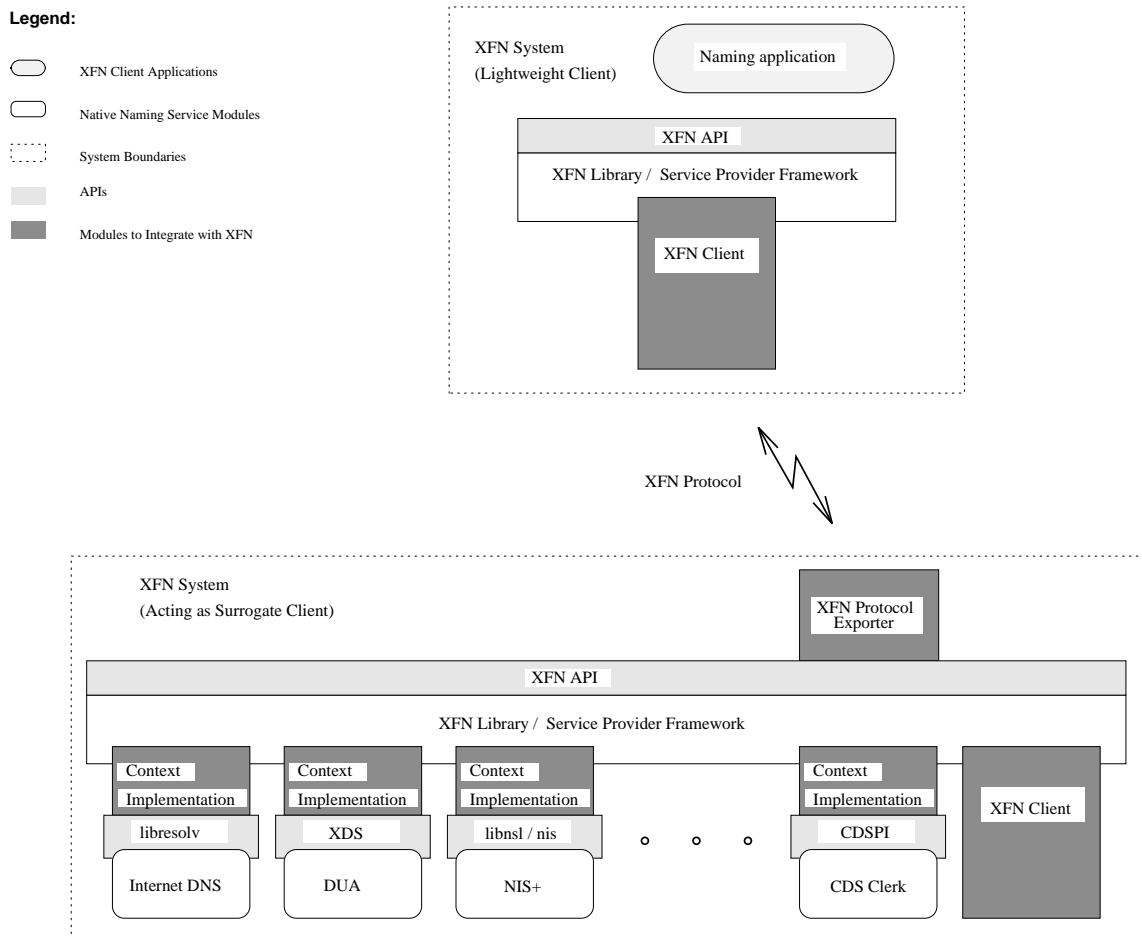 Legend:
XFN Client Applications
Native Naming Service Modules
System Boundaries
APIs
Modules to Integrate with XFN
XFN System
(Lightweight Client)
Naming application
XFN API
XFN Library / Service Provider Framework
XFN Client
XFN Protocol
XFN System
(Acting as Surrogate Client)
XFN Protocol
Exporter
XFN API
XFN Library / Service Provider Framework
Context
Implementation
libresolv
Internet DNS
Context
Implementation
XDS
DUA
Context
Implementation
libnsl / nis
NIS+
Context
Implementation
CDSPI
CDS Clerk
XFN Client